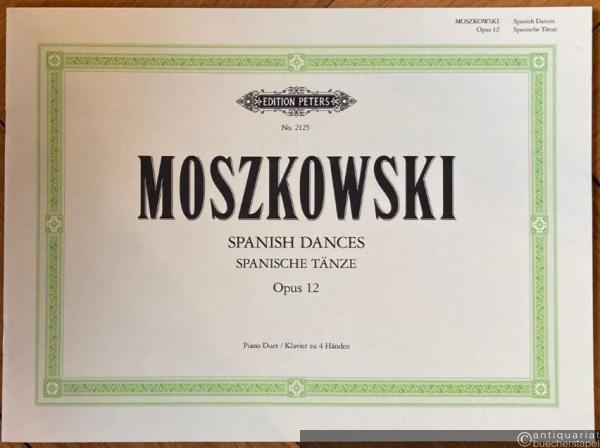 MOSZKOWSKI Spanish Dances
Opus 12 Spanische Tänze
EDITION PETERS
No. 2125
MOSZKOWSKI
SPANISH DANCES
SPANISCHE TÄNZE
Opus 12
Piano Duet / Klavier zu 4 Händen
© antiquariat
buecherstapel